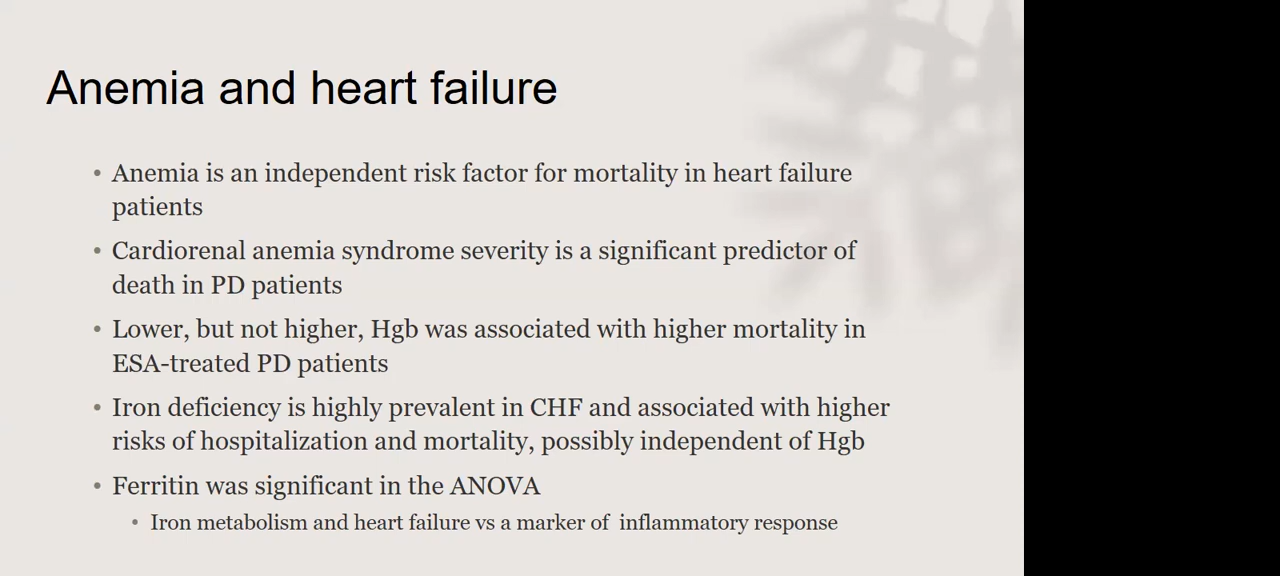 Anemia and heart failure
• Anemia is an independent risk factor for mortality in heart failure
patients
• Cardiorenal anemia syndrome severity is a significant predictor of
death in PD patients
• Lower, but not higher, Hgb was associated with higher mortality in
ESA-treated PD patients
• Iron deficiency is highly prevalent in CHF and associated with higher
risks of hospitalization and mortality, possibly independent of Hgb
• Ferritin was significant in the ANOVA
• Iron metabolism and heart failure vs a marker of inflammatory response